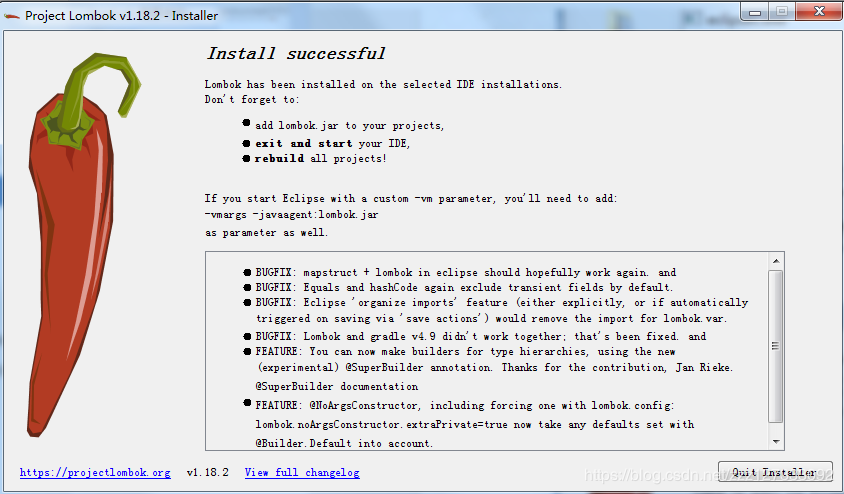 Project Lombok v1.18.2 - Installer
Install successful
Lombok has been installed on the selected IDE installations.
Don't forget to:
add lombok.jar to your projects,
exit and start your IDE,
rebuild all projects!
If you start Eclipse with a custom -vm parameter, you'll need to add:
-vmargs -javaagent:lombok.jar
as parameter as well.
BUGFIX: mapstruct + lombok in eclipse should hopefully work again. and
BUGFIX: Equals and hashCode again exclude transient fields by default.
BUGFIX: Eclipse 'organize imports' feature (either explicitly, or if automatically
triggered on saving via 'save actions') would remove the import for lombok.var.
BUGFIX: Lombok and gradle v4.9 didn't work together; that's been fixed. and
FEATURE: You can now make builders for type hierarchies, using the new
(experimental) @SuperBuilder annotation. Thanks for the contribution, Jan Rieke.
@SuperBuilder documentation
FEATURE: @NoArgsConstructor, including forcing one with lombok.config:
lombok.noArgsConstructor.extraPrivate=true now take any defaults set with
@Builder.Default into account.
https://projectlombok.org v1.18.2 View full changelog
Quit Installer